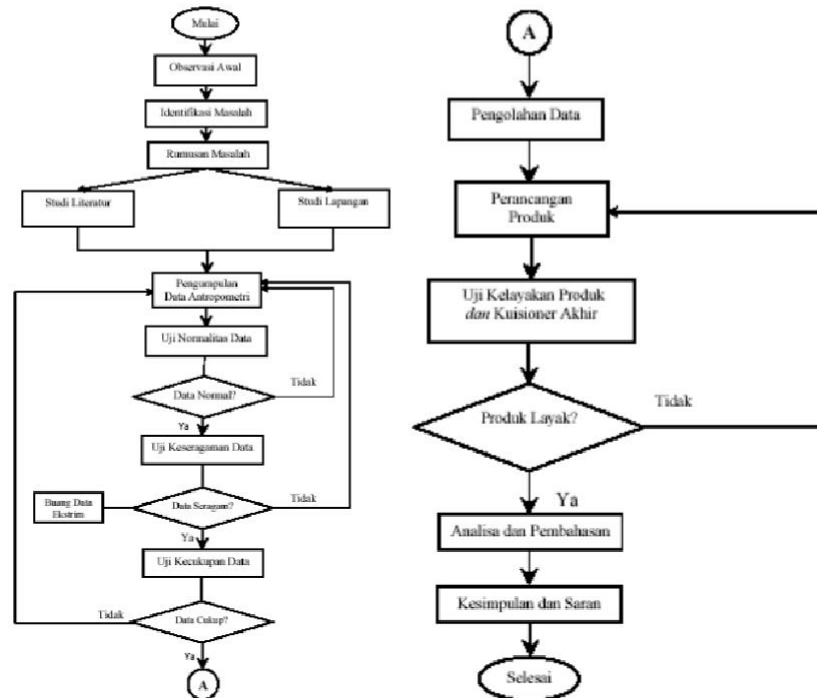 Mulai
Observasi Awal
Identifikasi Masalah
Rumusan Masalah
Studi Literatur
Studi Lapangan
Pengumpulan
Data Antropometri
Uji Normalitas Data
Data Normal?
Tidak
Ya
Uji Keseragaman Data
Buang Data
Ekstrim
Data Seragam?
Tidak
Ya
Uji Kecukupan Data
Tidak
Data Cukup?
Ya
A
A
Pengolahan Data
Perancangan
Produk
Uji Kelayakan Produk
dan Kuisioner Akhir
Produk Layak?
Tidak
Ya
Analisa dan Pembahasan
Kesimpulan dan Saran
Selesai